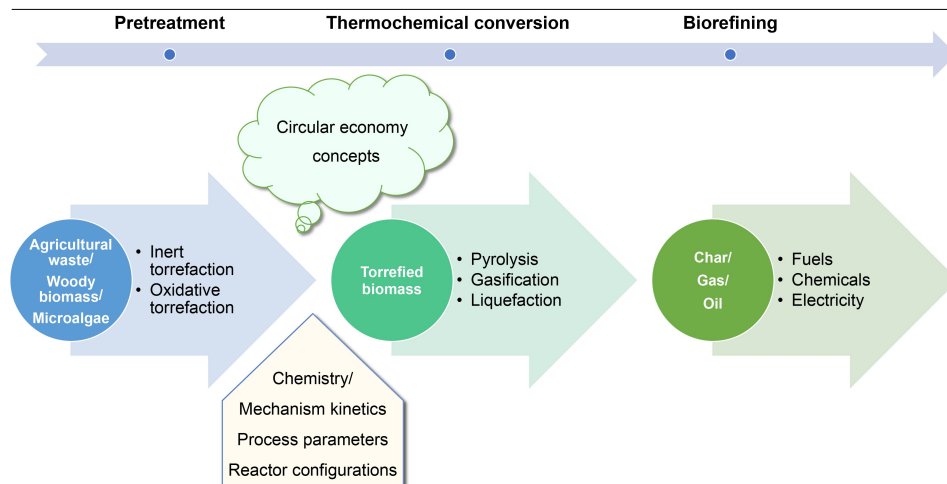 Pretreatment
Thermochemical conversion
Biorefining
Circular economy
concepts
Agricultural
waste/
Woody
biomass/
Microalgae
• Inert
torrefaction
• Oxidative
torrefaction
Torrefied
biomass
• Pyrolysis
• Gasification
• Liquefaction
Char/
Gas/
Oil
• Fuels
• Chemicals
• Electricity
Chemistry/
Mechanism kinetics
Process parameters
Reactor configurations